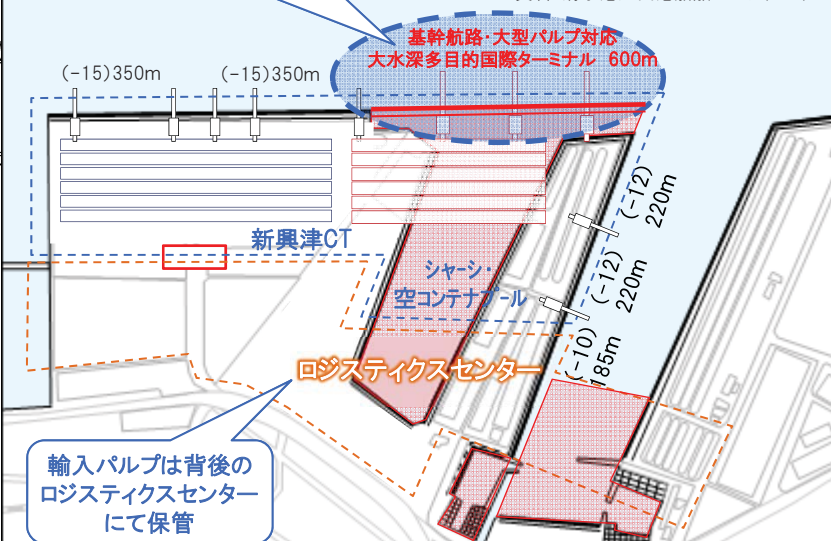 基幹航路・大型パルプ対応
大水深多目的国際ターミナル 600m
(-15)350m
(-15)350m
(-12)
220m
新興津CT
シャーシ・
空コンテナプール
(-12)
220m
(-10)
185m
ロジスティクスセンター
輸入パルプは背後の
ロジスティクスセンター
にて保管